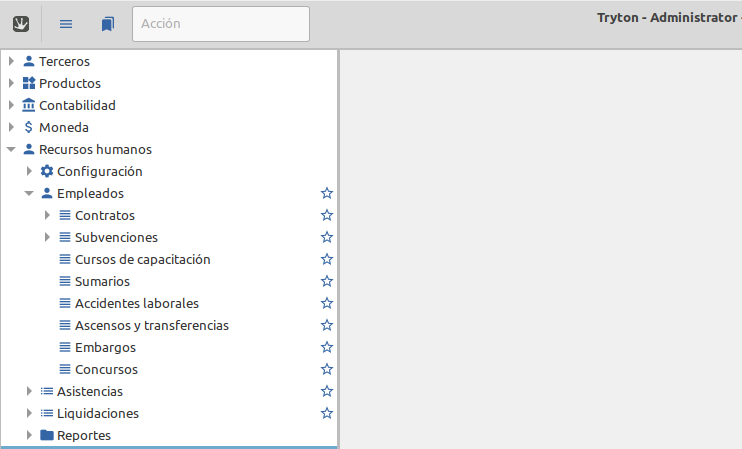 Acción
Tryton - Administrator -
Terceros
Productos
Contabilidad
Moneda
Recursos humanos
Configuración
Empleados
Contratos
Subvenciones
Cursos de capacitación
Sumarios
Accidentes laborales
Ascensos y transferencias
Embargos
Concursos
Asistencias
Liquidaciones
Reportes